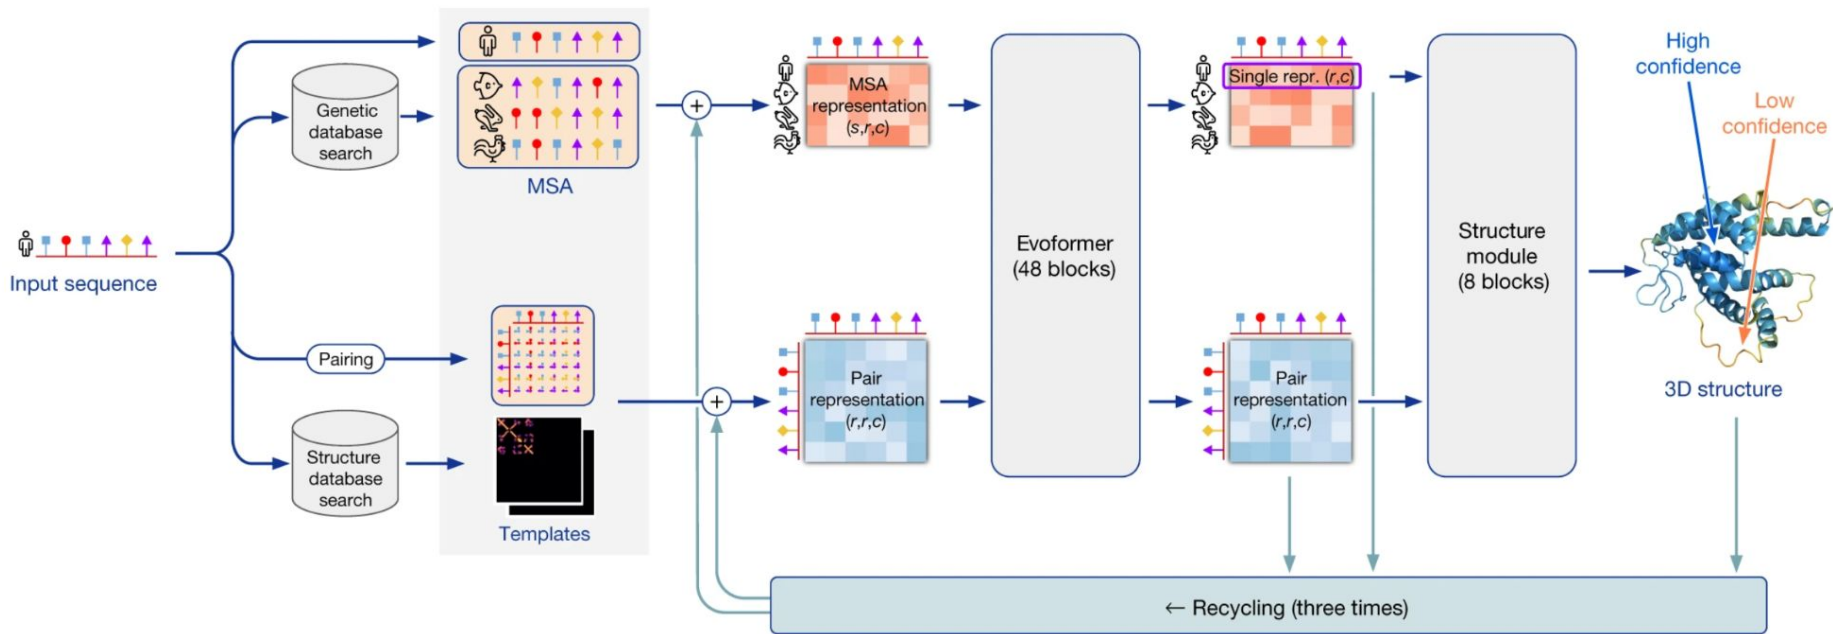 Input sequence
Genetic
database
search
MSA
Pairing
Structure
database
search
Templates
+
+
MSA
representation
(s,r,c)
Pair
representation
(r,r,c)
Evoformer
(48 blocks)
Single repr. (r,c)
Pair
representation
(r,r,c)
Structure
module
(8 blocks)
High
confidence
Low
confidence
3D structure
← Recycling (three times)